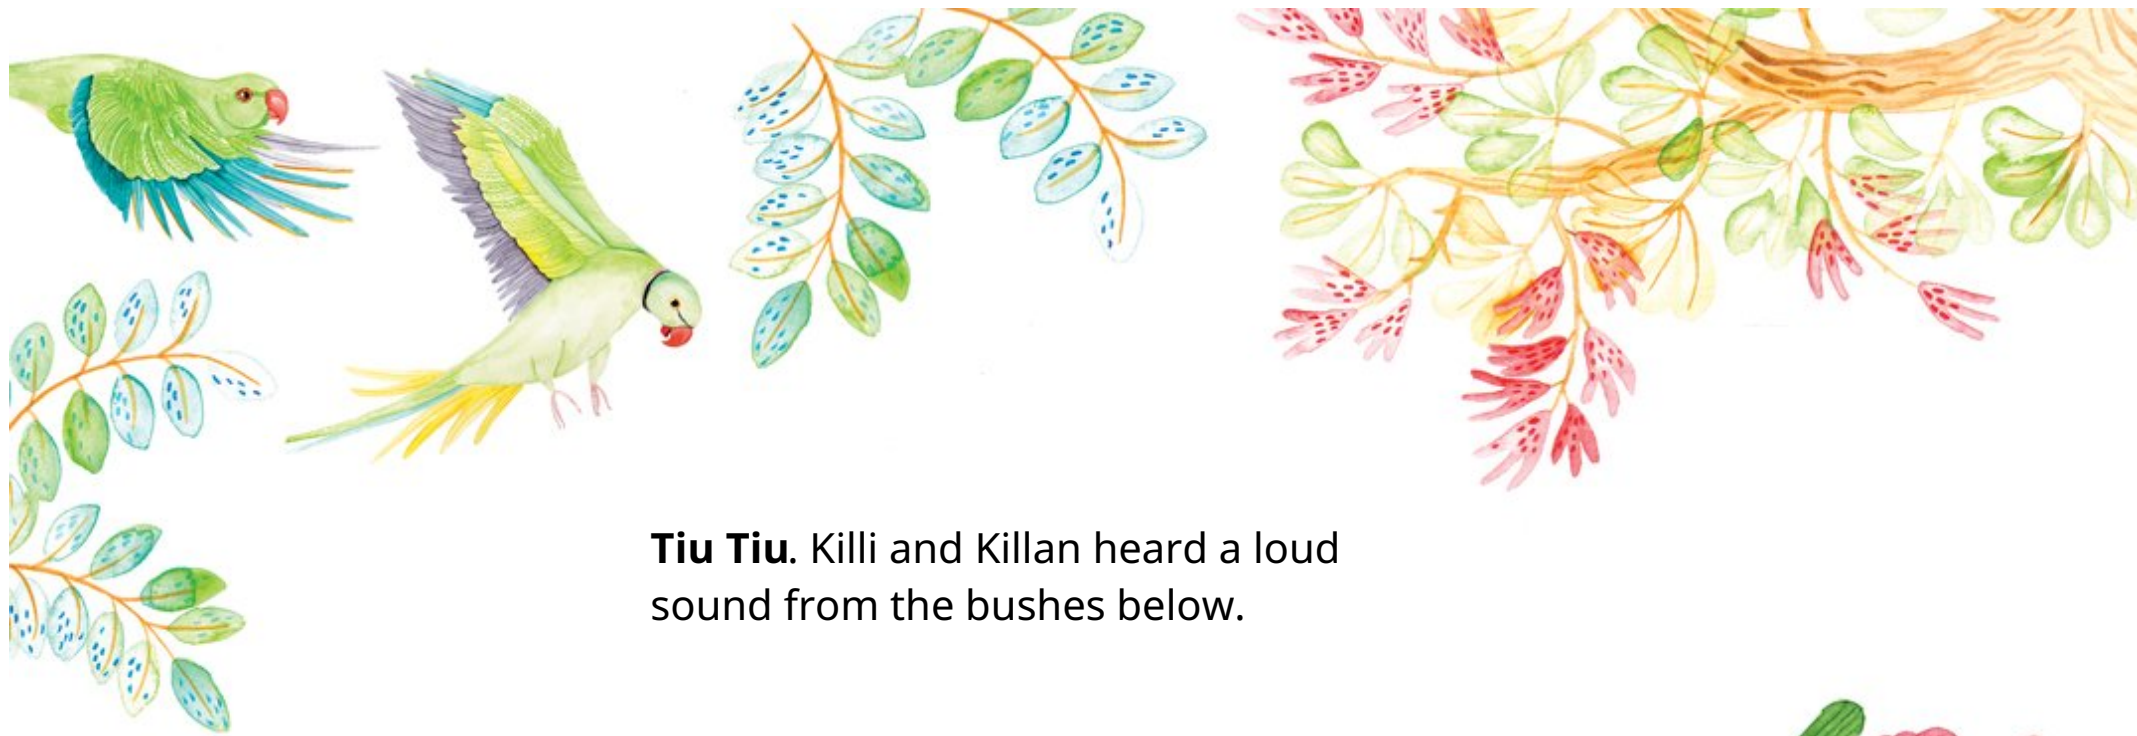 Tiu Tiu. Killi and Killan heard a loud
sound from the bushes below.